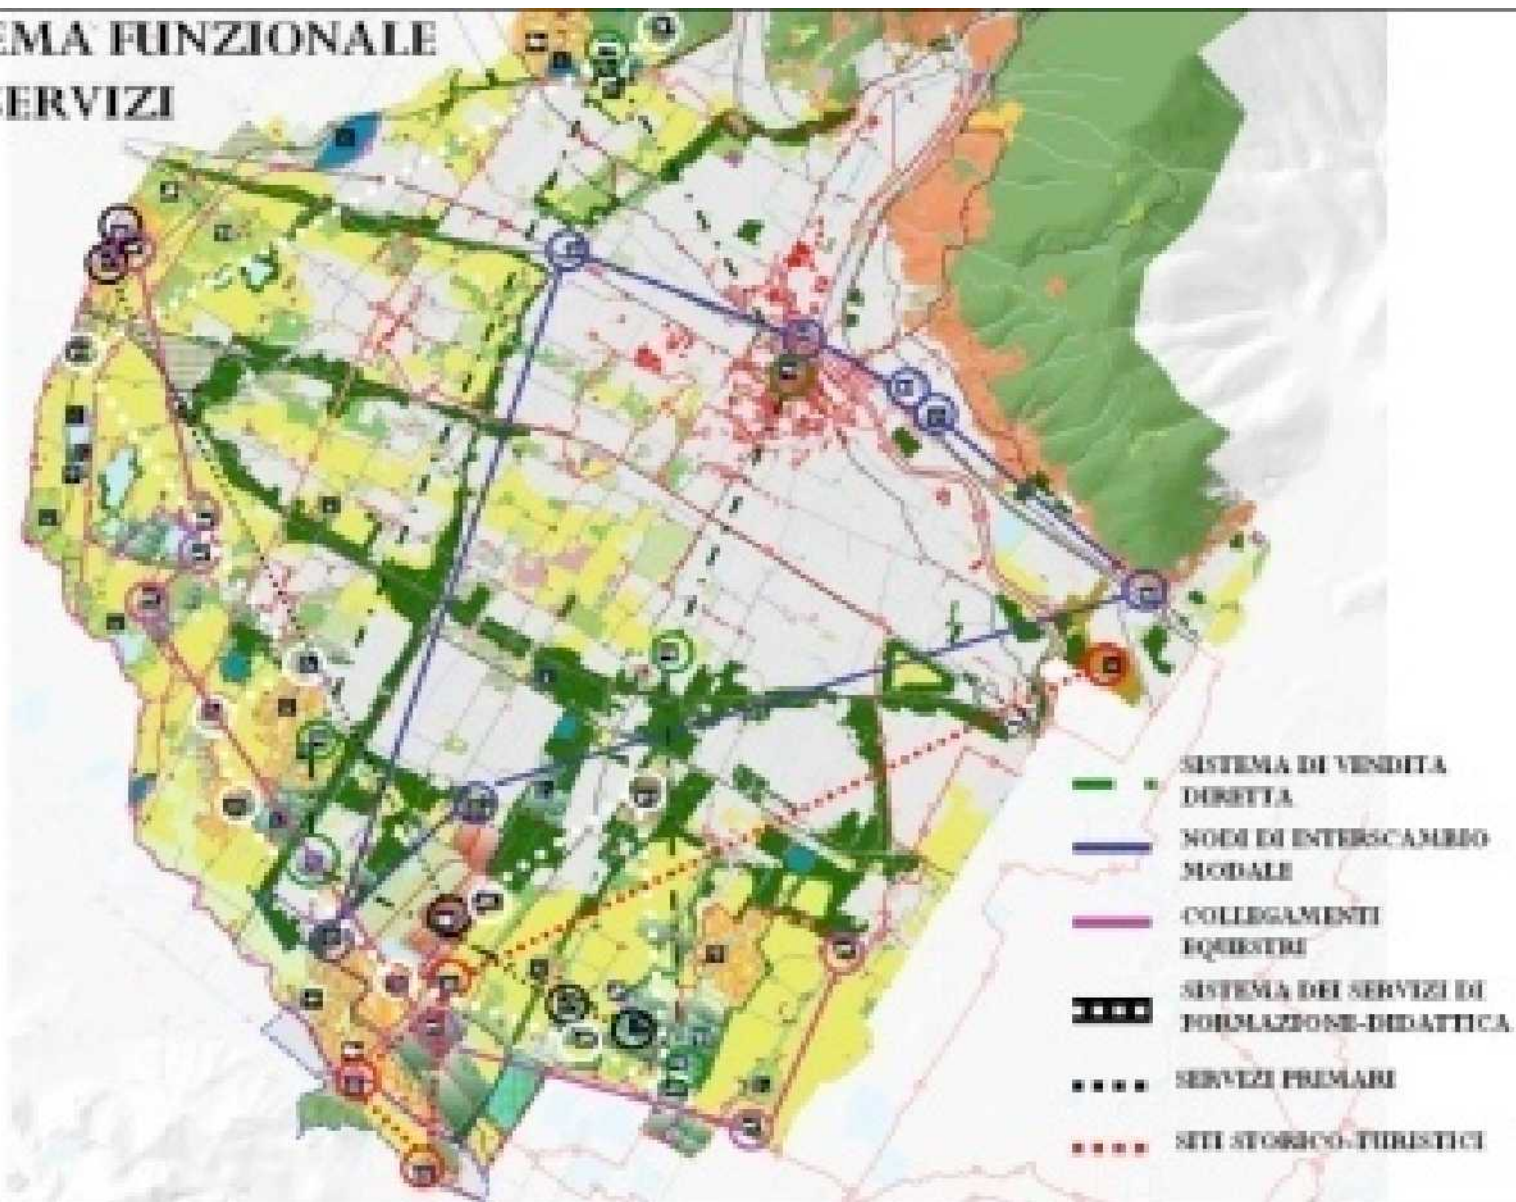 EMA FUNZIONALE
SERVIZI
SISTEMA DI VENDITA
DIRETTA
NODI DI INTERSCAMBIO
MODALE
COLLEGAMENTI
EQUESTRI
SISTEMA DEI SERVIZI DI
FORMAZIONE-DIDATTICA
SERVIZI PRIMARI
SITI STORICO-TURISTICI